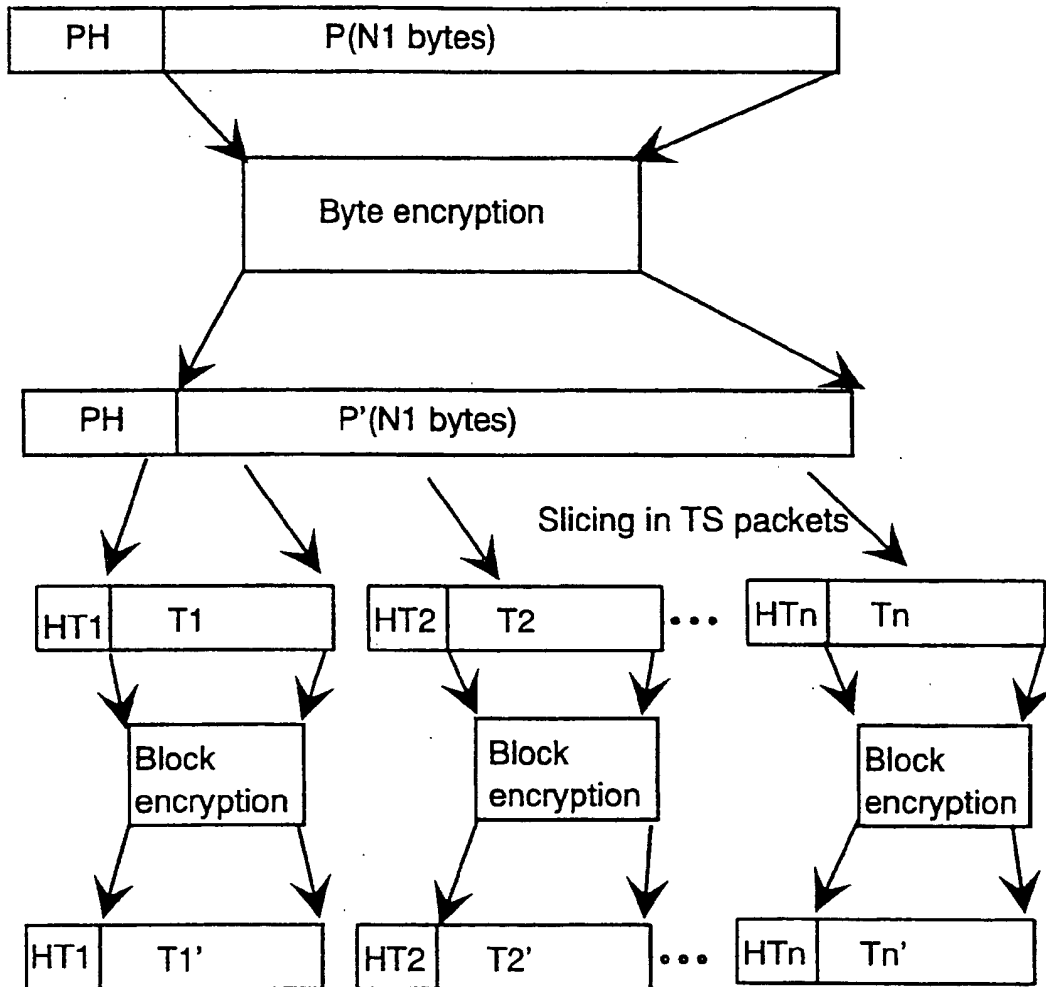 PH P(N1 bytes)
Byte encryption
PH P'(N1 bytes)
Slicing in TS packets
HT1 T1 HT2 T2 ... HTn Tn
Block
encryption
Block
encryption
Block
encryption
HT1 T1' HT2 T2' ... HTn Tn'